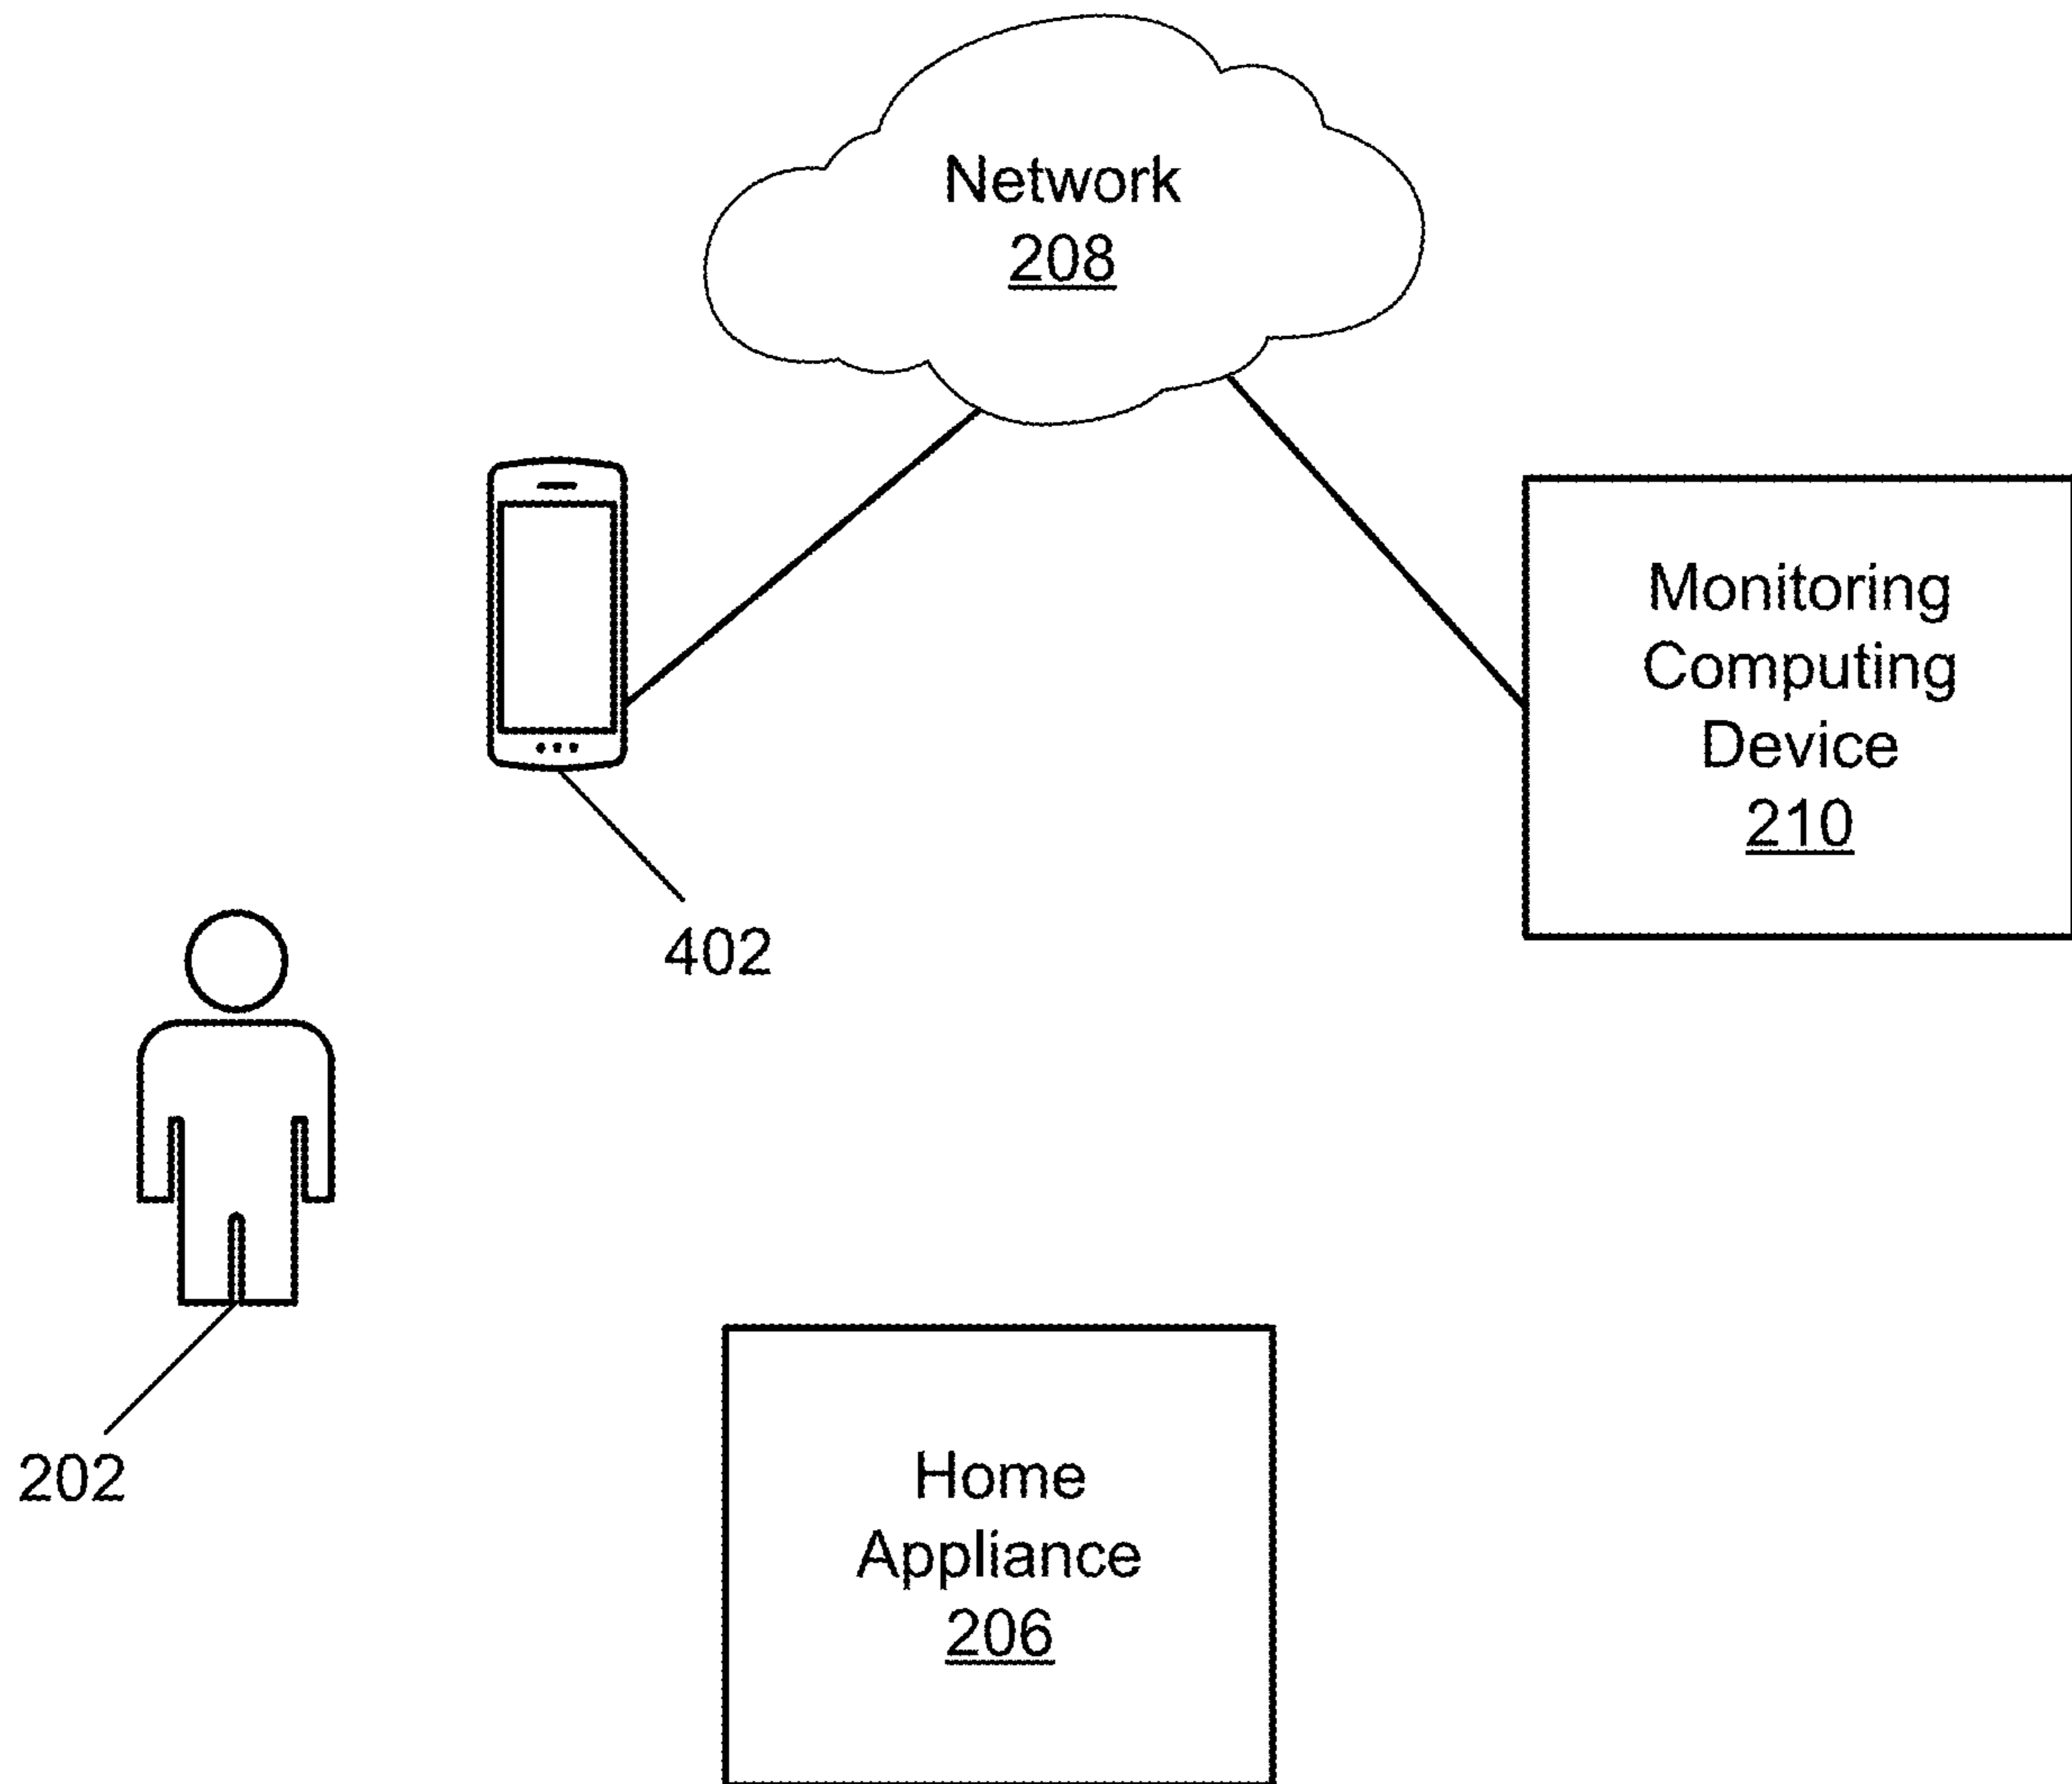 Network
208
Monitoring
Computing
Device
210
402
202
Home
Appliance
206